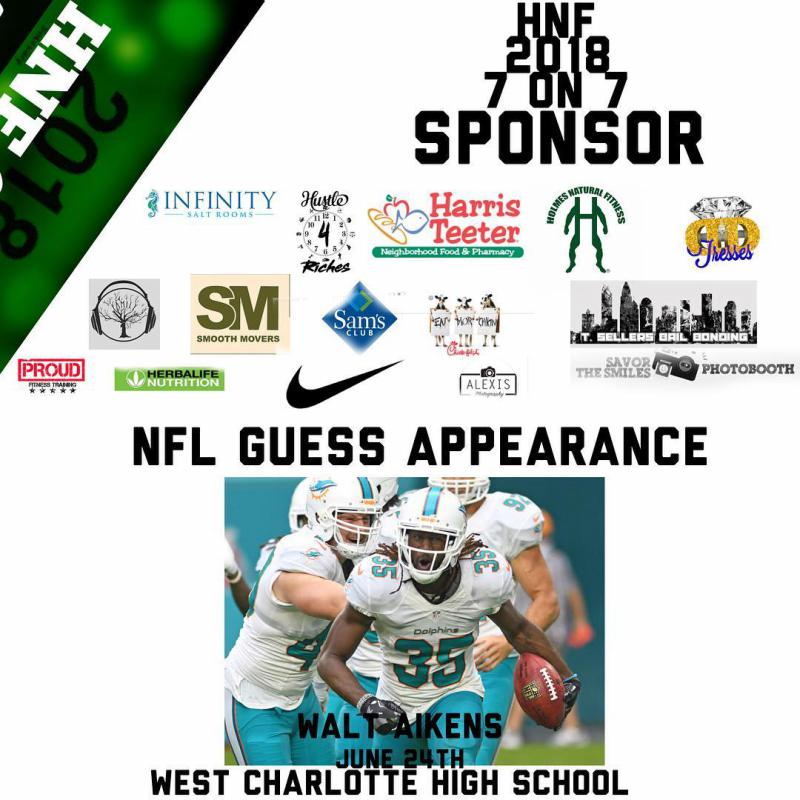 HNF
2018
HNF
2018
7 ON 7
SPONSOR
INFINITY
SALT ROOMS
Hustle
4
Riches
Harris
Teeter
Neighborhood Food & Pharmacy
HOLMES NATURAL FITNESS
Tresses
SM
SMOOTH MOVERS
Sam's
CLUB
EAT MOR CHIKIN
Chick-fil-A
T. SELLERS BAIL BONDING
PROUD
FITNESS TRAINING
HERBALIFE
NUTRITION
ALEXIS
Photography
SAVOR
THE SMILES
PHOTOBOOTH
NFL GUESS APPEARANCE
35 35
Dolphins
35
WALT AIKENS
JUNE 24TH
WEST CHARLOTTE HIGH SCHOOL